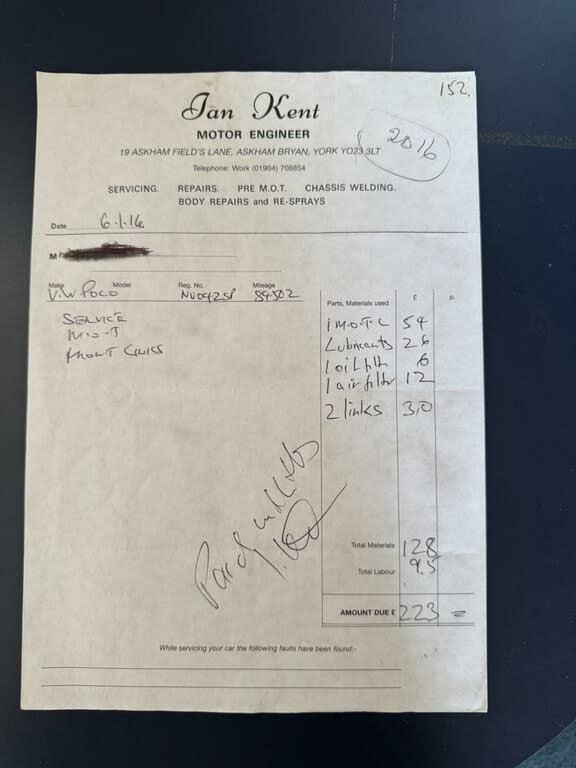 152.
Ian Kent
MOTOR ENGINEER
19 ASKHAM FIELD'S LANE, ASKHAM BRYAN, YORK YO23 3LT
2016
Telephone: Work (01904) 708854
SERVICING. REPAIRS. PRE M.O.T. CHASSIS WELDING.
BODY REPAIRS and RE-SPRAYS
Date 6.1.16
M
Make Model Reg. No. Mileage
V.W POLO 84502
Parts, Materials used £ p
SERVICE
M.O.T
FRONT LINKS
1 M.O.T.C 54
Lubricants 26
1 oil filtr 6
1 air filtr 12
2 links 30
Total Materials 128
Total Labour 95
AMOUNT DUE £ 223 =
While servicing your car the following faults have been found:-